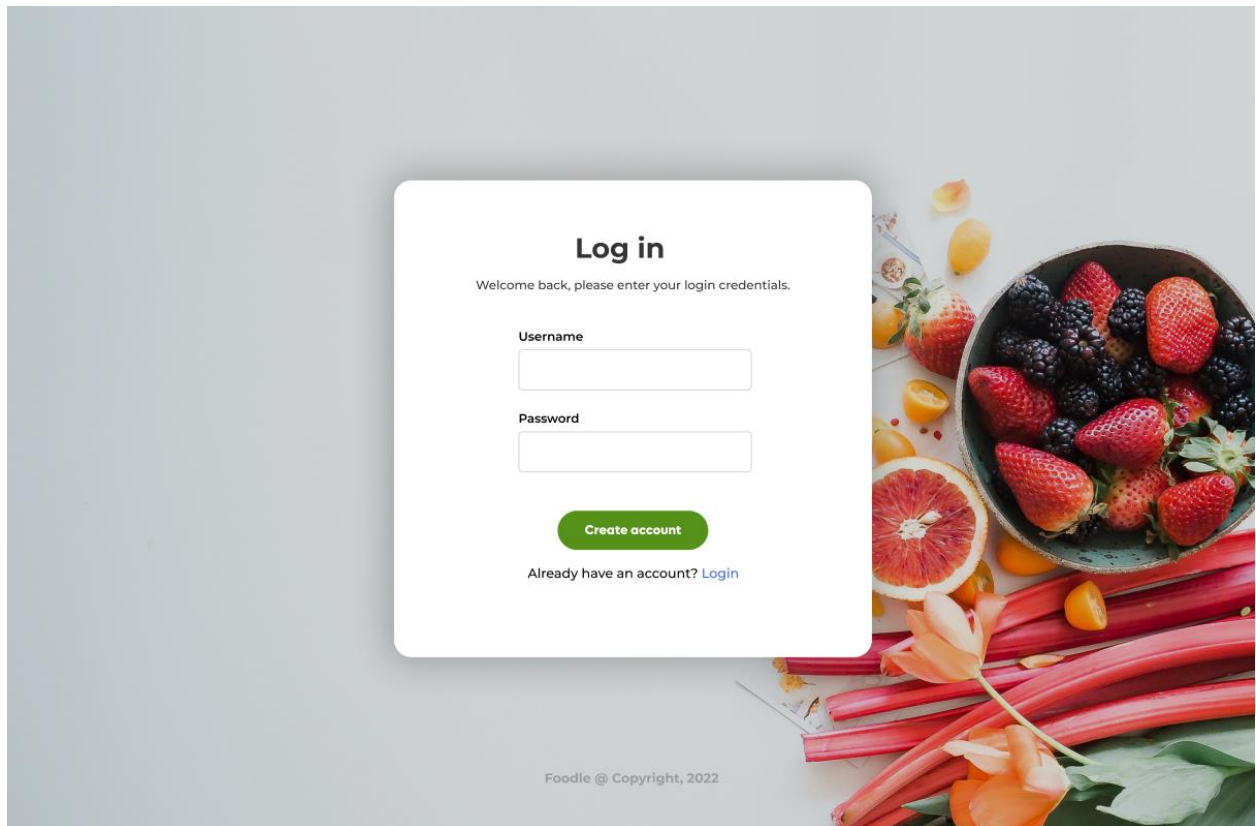 Log in
Welcome back, please enter your login credentials.
Username
Password
Create account
Already have an account? Login
Foodle @ Copyright, 2022